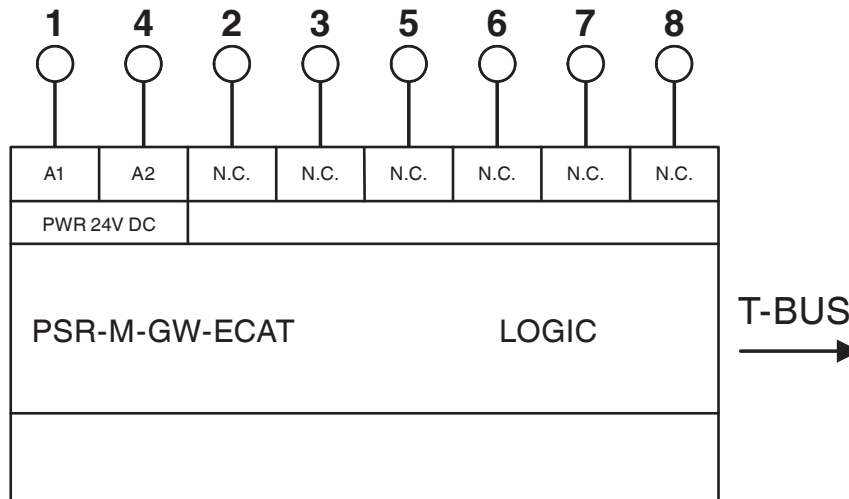 1 4 2 3 5 6 7 8
A1 A2 N.C. N.C. N.C. N.C. N.C. N.C.
PWR 24V DC
PSR-M-GW-ECAT LOGIC
T-BUS